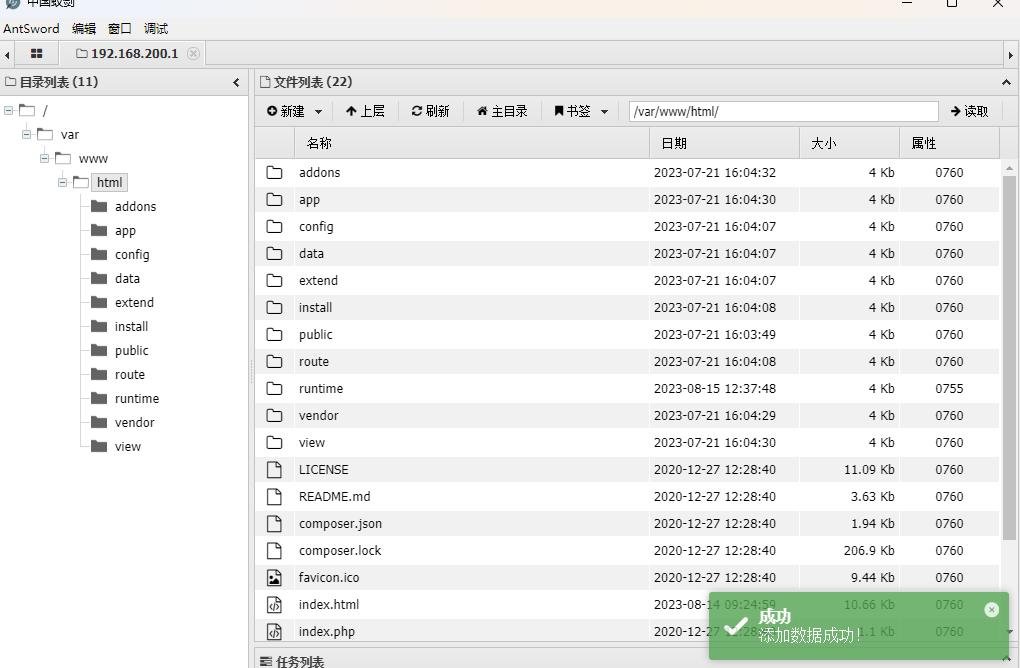 中国蚁剑
AntSword 编辑 窗口 调试
192.168.200.1
目录列表 (11)
/
var
www
html
addons
app
config
data
extend
install
public
route
runtime
vendor
view
文件列表 (22)
新建 上层 刷新 主目录 书签 /var/www/html/ 读取
名称 日期 大小 属性
addons 2023-07-21 16:04:32 4 Kb 0760
app 2023-07-21 16:04:30 4 Kb 0760
config 2023-07-21 16:04:07 4 Kb 0760
data 2023-07-21 16:04:07 4 Kb 0760
extend 2023-07-21 16:04:07 4 Kb 0760
install 2023-07-21 16:04:08 4 Kb 0760
public 2023-07-21 16:03:49 4 Kb 0760
route 2023-07-21 16:04:08 4 Kb 0760
runtime 2023-08-15 12:37:48 4 Kb 0755
vendor 2023-07-21 16:04:29 4 Kb 0760
view 2023-07-21 16:04:30 4 Kb 0760
LICENSE 2020-12-27 12:28:40 11.09 Kb 0760
README.md 2020-12-27 12:28:40 3.63 Kb 0760
composer.json 2020-12-27 12:28:40 1.94 Kb 0760
composer.lock 2020-12-27 12:28:40 206.9 Kb 0760
favicon.ico 2020-12-27 12:28:40 9.44 Kb 0760
index.html 2023-08-14 09:24:59 10.66 Kb 0760
index.php 2020-12-27 12:28: 1.1 Kb 0760
成功
添加数据成功！
任务列表